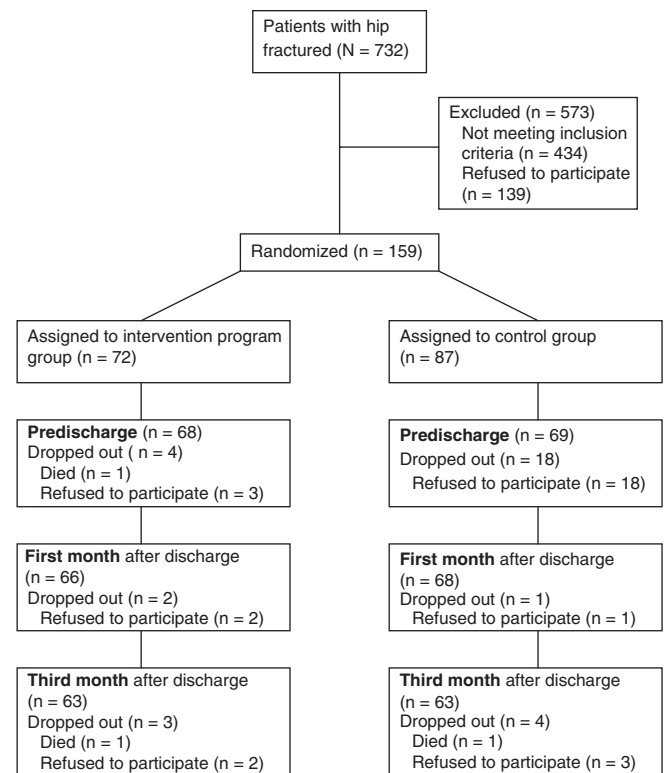 Patients with hip
fractured (N = 732)
Excluded (n = 573)
Not meeting inclusion
criteria (n = 434)
Refused to participate
(n = 139)
Randomized (n = 159)
Assigned to intervention program
group (n = 72)
Assigned to control group
(n = 87)
Predischarge (n = 68)
Dropped out ( n = 4)
Died (n = 1)
Refused to participate (n = 3)
Predischarge (n = 69)
Dropped out (n = 18)
Refused to participate (n = 18)
First month after discharge
(n = 66)
Dropped out (n = 2)
Refused to participate (n = 2)
First month after discharge
(n = 68)
Dropped out (n = 1)
Refused to participate (n = 1)
Third month after discharge
(n = 63)
Dropped out (n = 3)
Died (n = 1)
Refused to participate (n = 2)
Third month after discharge
(n = 63)
Dropped out (n = 4)
Died (n = 1)
Refused to participate (n = 3)